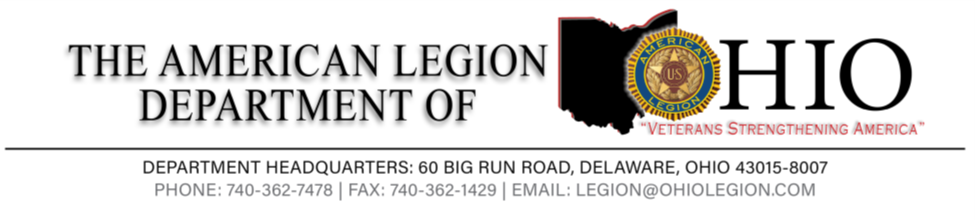 THE AMERICAN LEGION
DEPARTMENT OF OHIO
AMERICAN
US
LEGION
"VETERANS STRENGTHENING AMERICA"
DEPARTMENT HEADQUARTERS: 60 BIG RUN ROAD, DELAWARE, OHIO 43015-8007
PHONE: 740-362-7478 | FAX: 740-362-1429 | EMAIL: LEGION@OHIOLEGION.COM